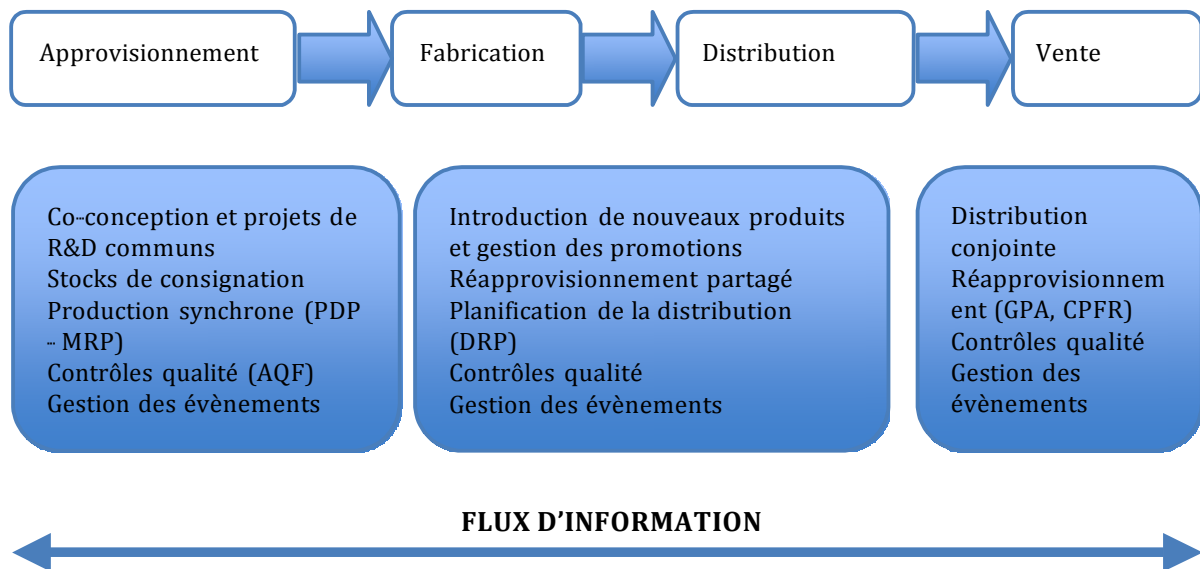 Approvisionnement
Fabrication
Distribution
Vente
Co-conception et projets de
R&D communs
Stocks de consignation
Production synchrone (PDP
- MRP)
Contrôles qualité (AQF)
Gestion des évènements
Introduction de nouveaux produits
et gestion des promotions
Réapprovisionnement partagé
Planification de la distribution
(DRP)
Contrôles qualité
Gestion des évènements
Distribution
conjointe
Réapprovisionnem
ent (GPA, CPFR)
Contrôles qualité
Gestion des
évènements
FLUX D'INFORMATION